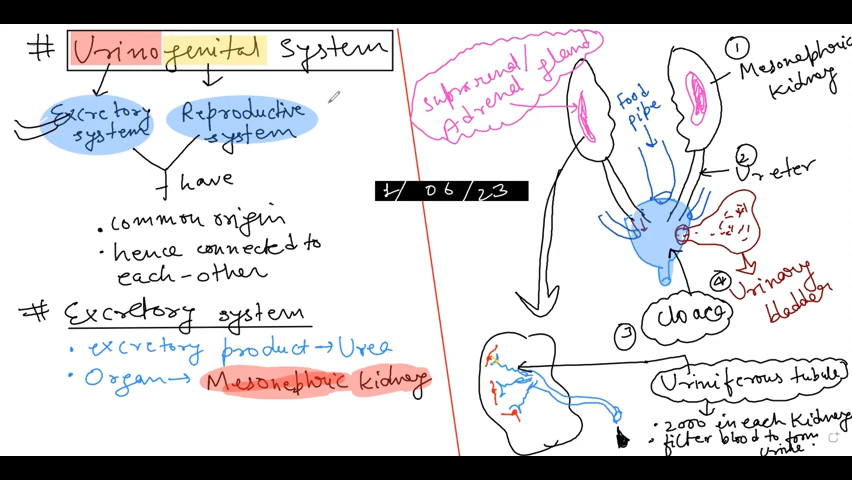 # Urinogenital System
Excretory system
Reproductive system
have
• common origin
• hence connected to each-other
# Excretory system
• excretory product → Urea
• Organ → Mesonephric Kidney
suprarenal/
Adrenal gland
Food pipe
1/ 06 /23
①
Mesonephric Kidney
②
Ureter
③
④
Urinary bladder
cloaca
Uriniferous tubule
• 2000 in each Kidney
• filter blood to form urine.